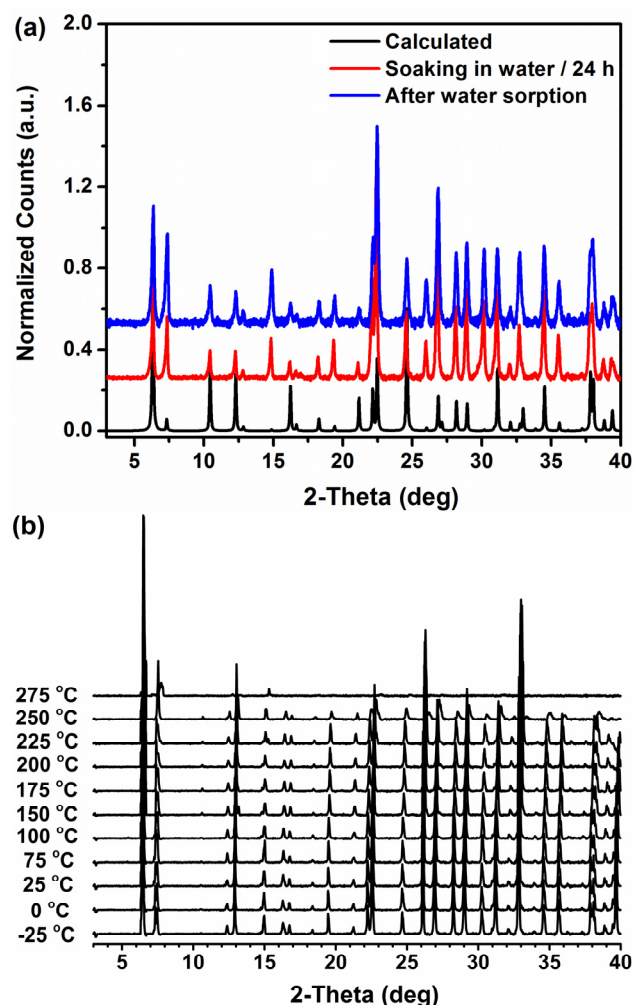 (a)
2.0
1.6
1.2
0.8
0.4
0.0
Normalized Counts (a.u.)
Calculated
Soaking in water / 24 h
After water sorption
5 10 15 20 25 30 35 40
2-Theta (deg)
(b)
275 °C
250 °C
225 °C
200 °C
175 °C
150 °C
100 °C
75 °C
25 °C
0 °C
-25 °C
5 10 15 20 25 30 35 40
2-Theta (deg)